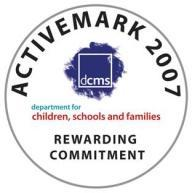 ACTIVEMARK 2007
dcms
department for
children, schools and families
REWARDING
COMMITMENT